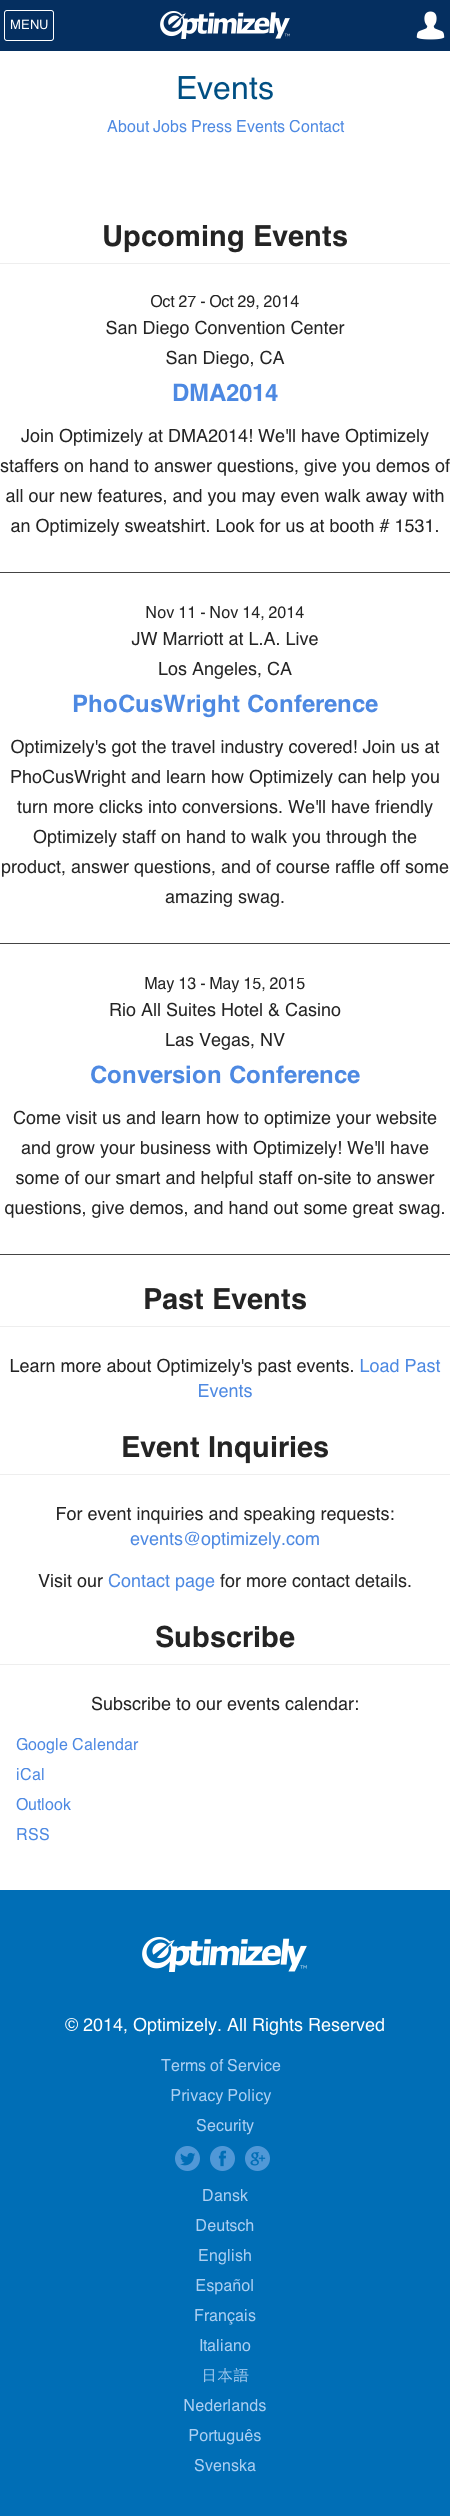 MENU Optimizely™
Events
About Jobs Press Events Contact
Upcoming Events
Oct 27 - Oct 29, 2014
San Diego Convention Center
San Diego, CA
DMA2014
Join Optimizely at DMA2014! We'll have Optimizely
staffers on hand to answer questions, give you demos of
all our new features, and you may even walk away with
an Optimizely sweatshirt. Look for us at booth # 1531.
Nov 11 - Nov 14, 2014
JW Marriott at L.A. Live
Los Angeles, CA
PhoCusWright Conference
Optimizely's got the travel industry covered! Join us at
PhoCusWright and learn how Optimizely can help you
turn more clicks into conversions. We'll have friendly
Optimizely staff on hand to walk you through the
product, answer questions, and of course raffle off some
amazing swag.
May 13 - May 15, 2015
Rio All Suites Hotel & Casino
Las Vegas, NV
Conversion Conference
Come visit us and learn how to optimize your website
and grow your business with Optimizely! We'll have
some of our smart and helpful staff on-site to answer
questions, give demos, and hand out some great swag.
Past Events
Learn more about Optimizely's past events. Load Past
Events
Event Inquiries
For event inquiries and speaking requests:
events@optimizely.com
Visit our Contact page for more contact details.
Subscribe
Subscribe to our events calendar:
Google Calendar
iCal
Outlook
RSS
Optimizely™
© 2014, Optimizely. All Rights Reserved
Terms of Service
Privacy Policy
Security
f g+
Dansk
Deutsch
English
Español
Français
Italiano
日本語
Nederlands
Português
Svenska